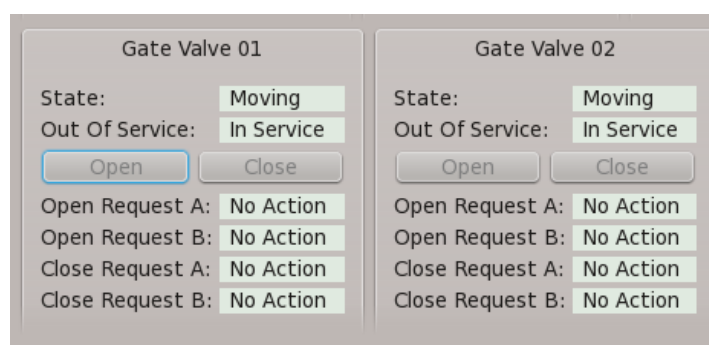 Gate Valve 01
State: Moving
Out Of Service: In Service
Open Close
Open Request A: No Action
Open Request B: No Action
Close Request A: No Action
Close Request B: No Action
Gate Valve 02
State: Moving
Out Of Service: In Service
Open Close
Open Request A: No Action
Open Request B: No Action
Close Request A: No Action
Close Request B: No Action